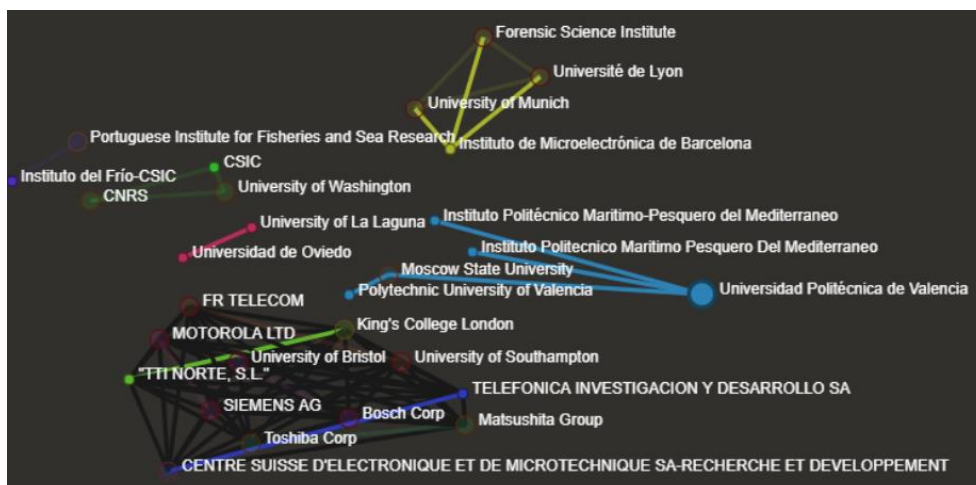 Forensic Science Institute
Université de Lyon
University of Munich
Portuguese Institute for Fisheries and Sea Research
Instituto de Microelectrónica de Barcelona
CSIC
Instituto del Frío-CSIC
University of Washington
CNRS
Instituto Politécnico Maritimo-Pesquero del Mediterraneo
University of La Laguna
Instituto Politecnico Maritimo Pesquero Del Mediterraneo
Universidad de Oviedo
Moscow State University
Universidad Politécnica de Valencia
Polytechnic University of Valencia
FR TELECOM
King's College London
MOTOROLA LTD
University of Bristol
University of Southampton
"TTI NORTE, S.L."
TELEFONICA INVESTIGACION Y DESARROLLO SA
SIEMENS AG
Bosch Corp
Matsushita Group
Toshiba Corp
CENTRE SUISSE D'ELECTRONIQUE ET DE MICROTECHNIQUE SA-RECHERCHE ET DEVELOPPEMENT